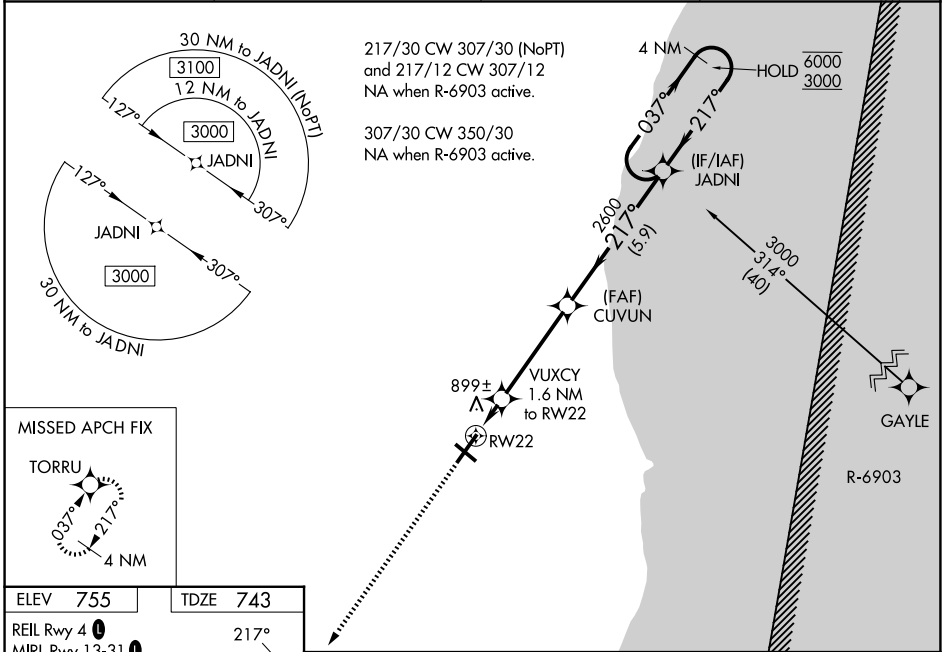 30 NM to JADNI (NoPT)
3100
12 NM to JADNI
127°
3000
JADNI
307°
127°
JADNI
307°
3000
30 NM to JADNI
217/30 CW 307/30 (NoPT)
and 217/12 CW 307/12
NA when R-6903 active.
307/30 CW 350/30
NA when R-6903 active.
4 NM
HOLD
6000
3000
037°
217°
(IF/IAF)
JADNI
2600
217°
(5.9)
3000
314°
(40)
(FAF)
CUVUN
899±
VUXCY
1.6 NM
to RW22
RW22
GAYLE
R-6903
MISSED APCH FIX
TORRU
037°
217°
4 NM
ELEV 755
TDZE 743
REIL Rwy 4 L
217°
MIRL Rwy 13-31 L